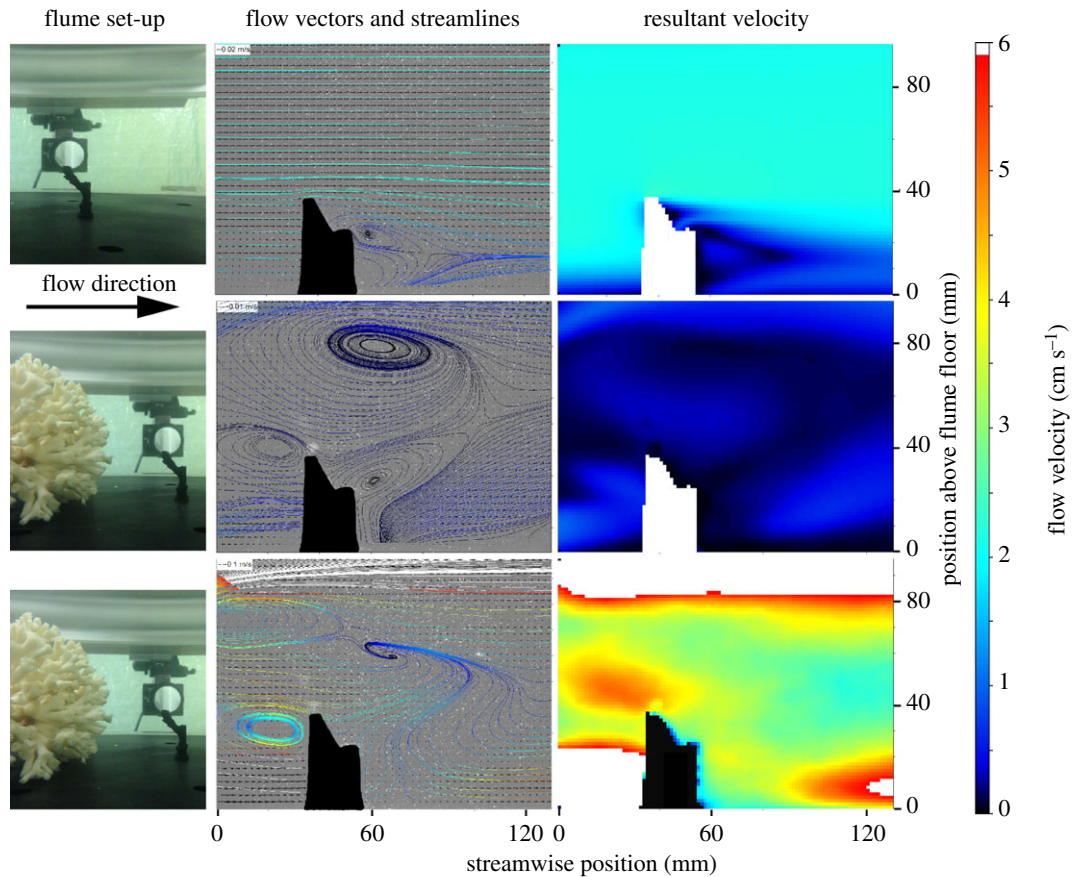 flume set-up
flow vectors and streamlines
resultant velocity
~0.02 m/s
flow direction
~0.01 m/s
~0.1 m/s
80
40
0
80
40
0
80
40
0
position above flume floor (mm)
6
5
4
3
2
1
0
flow velocity (cm s⁻¹)
0
60
120
0
60
120
streamwise position (mm)